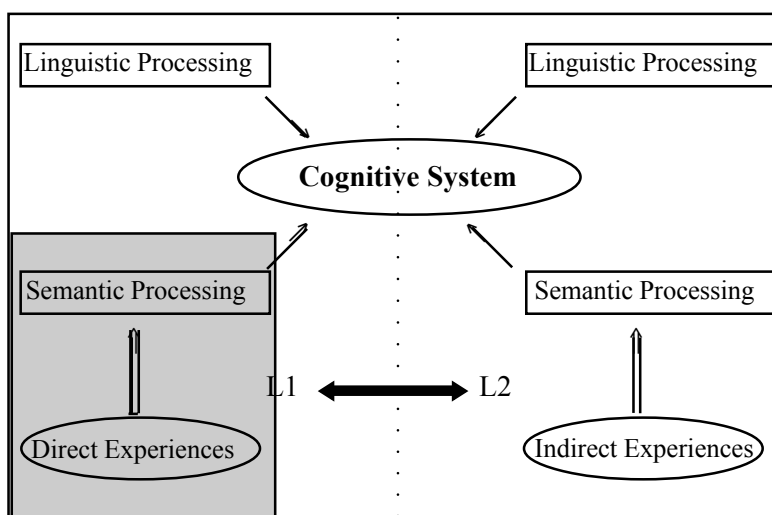 Linguistic Processing
Linguistic Processing
Cognitive System
Semantic Processing
Semantic Processing
L1
L2
Direct Experiences
Indirect Experiences